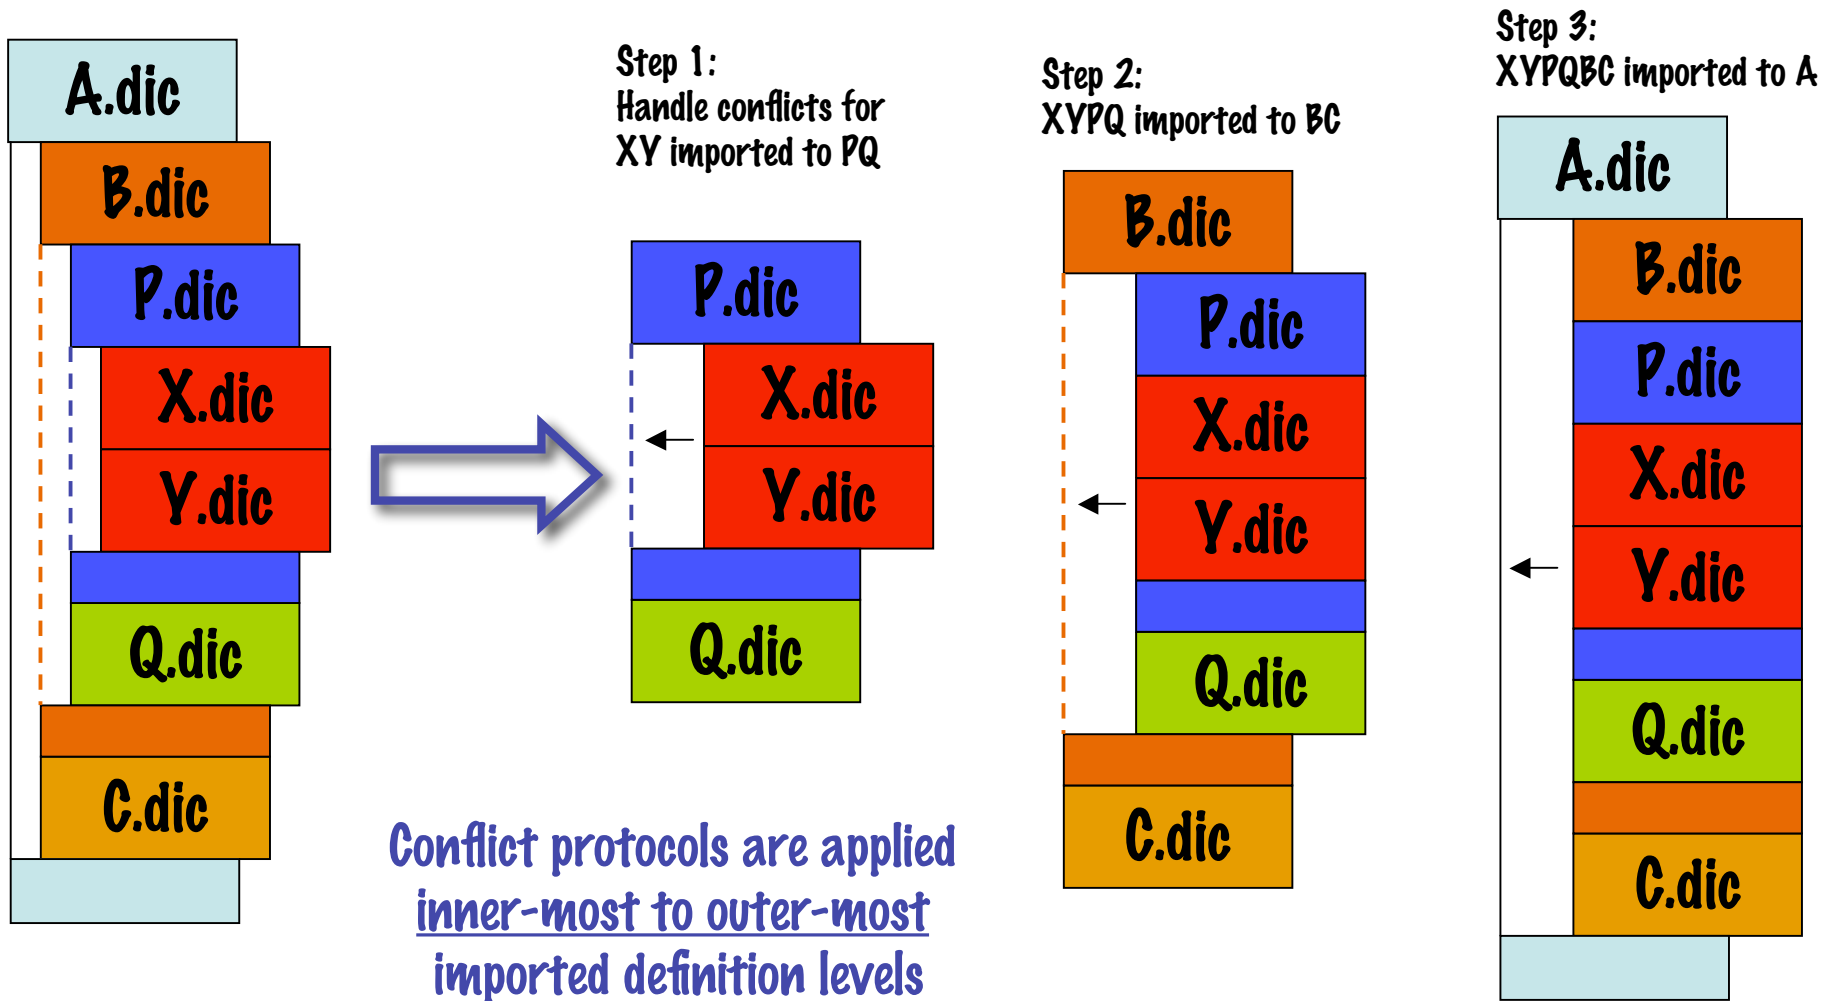 A.dic
B.dic
P.dic
X.dic
Y.dic
Q.dic
C.dic
Step 1:
Handle conflicts for
XY imported to PQ
P.dic
X.dic
Y.dic
Q.dic
Conflict protocols are applied
inner-most to outer-most
imported definition levels
Step 2:
XYPQ imported to BC
B.dic
P.dic
X.dic
Y.dic
Q.dic
C.dic
Step 3:
XYPQBC imported to A
A.dic
B.dic
P.dic
X.dic
Y.dic
Q.dic
C.dic